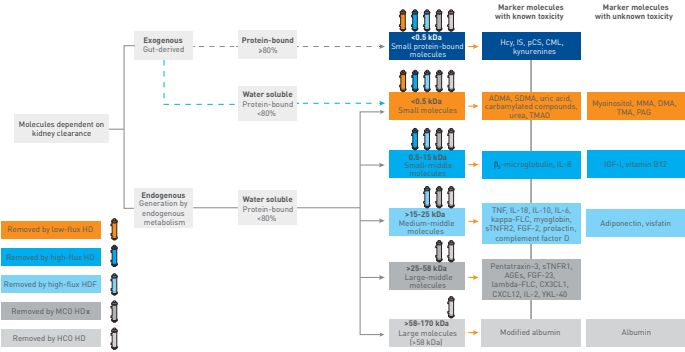 Marker molecules
with known toxicity
Marker molecules
with unknown toxicity
Exogenous
Gut-derived
Protein-bound
≥80%
<0.5 kDa
Small protein-bound
molecules
Hcy, IS, pCS, CML,
kynurenines
Water soluble
Protein-bound
<80%
<0.5 kDa
Small molecules
ADMA, SDMA, uric acid,
carbamylated compounds,
urea, TMAO
Myoinositol, MMA, DMA,
TMA, PAG
Molecules dependent on
kidney clearance
0.5-15 kDa
Small-middle
molecules
β₂-microglobulin, IL-8
IGF-I, vitamin B12
Endogenous
Generation by
endogenous
metabolism
Water soluble
Protein-bound
<80%
>15-25 kDa
Medium-middle
molecules
TNF, IL-18, IL-10, IL-6,
kappa-FLC, myoglobin,
sTNFR2, FGF-2, prolactin,
complement factor D
Adiponectin, visfatin
>25-58 kDa
Large-middle
molecules
Pentatraxin-3, sTNFR1,
AGEs, FGF-23,
lambda-FLC, CX3CL1,
CXCL12, IL-2, YKL-40
>58-170 kDa
Large molecules
(>58 kDa)
Modified albumin
Albumin
Removed by low-flux HD
Removed by high-flux HD
Removed by high-flux HDF
Removed by MCO HDx
Removed by HCO HD